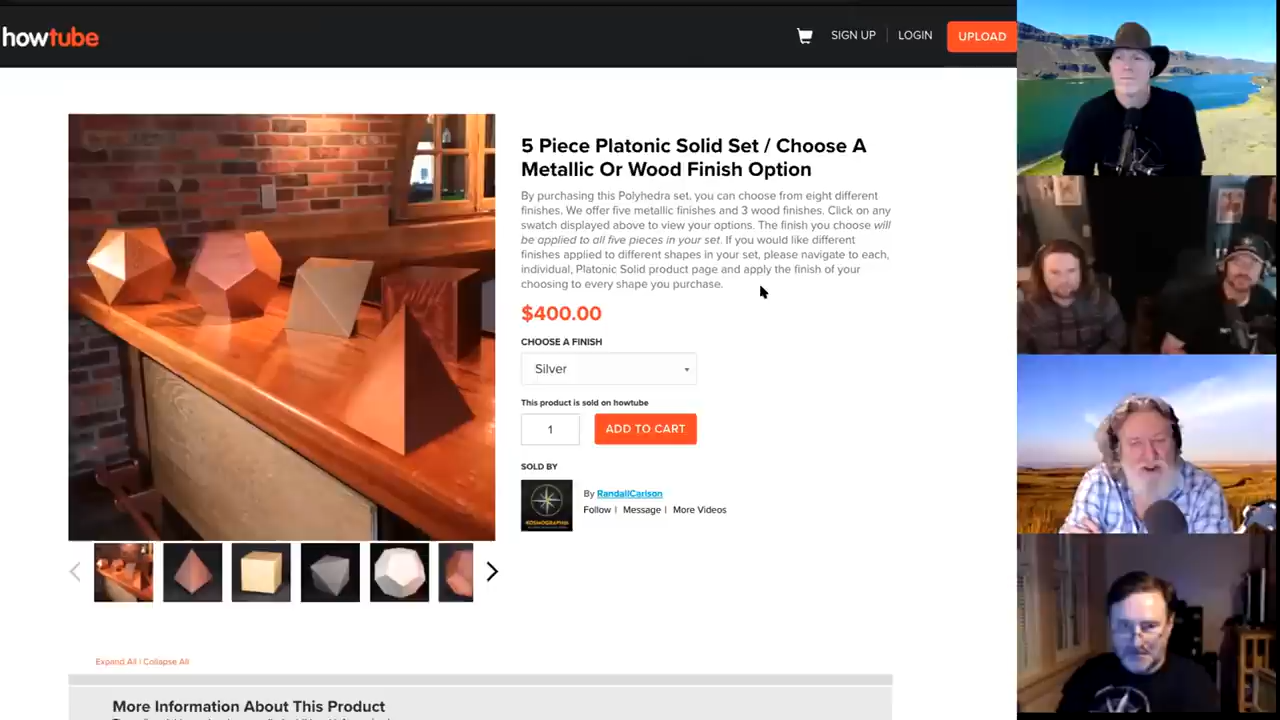 howtube
SIGN UP
LOGIN
UPLOAD
5 Piece Platonic Solid Set / Choose A
Metallic Or Wood Finish Option
By purchasing this Polyhedra set, you can choose from eight different
finishes. We offer five metallic finishes and 3 wood finishes. Click on any
swatch displayed above to view your options. The finish you choose will
be applied to all five pieces in your set. If you would like different
finishes applied to different shapes in your set, please navigate to each,
individual, Platonic Solid product page and apply the finish of your
choosing to every shape you purchase.
$400.00
CHOOSE A FINISH
Silver
This product is sold on howtube
1
ADD TO CART
SOLD BY
KOSMOGRAPHIA
By RandallCarlson
Follow | Message | More Videos
Expand All | Collapse All
More Information About This Product